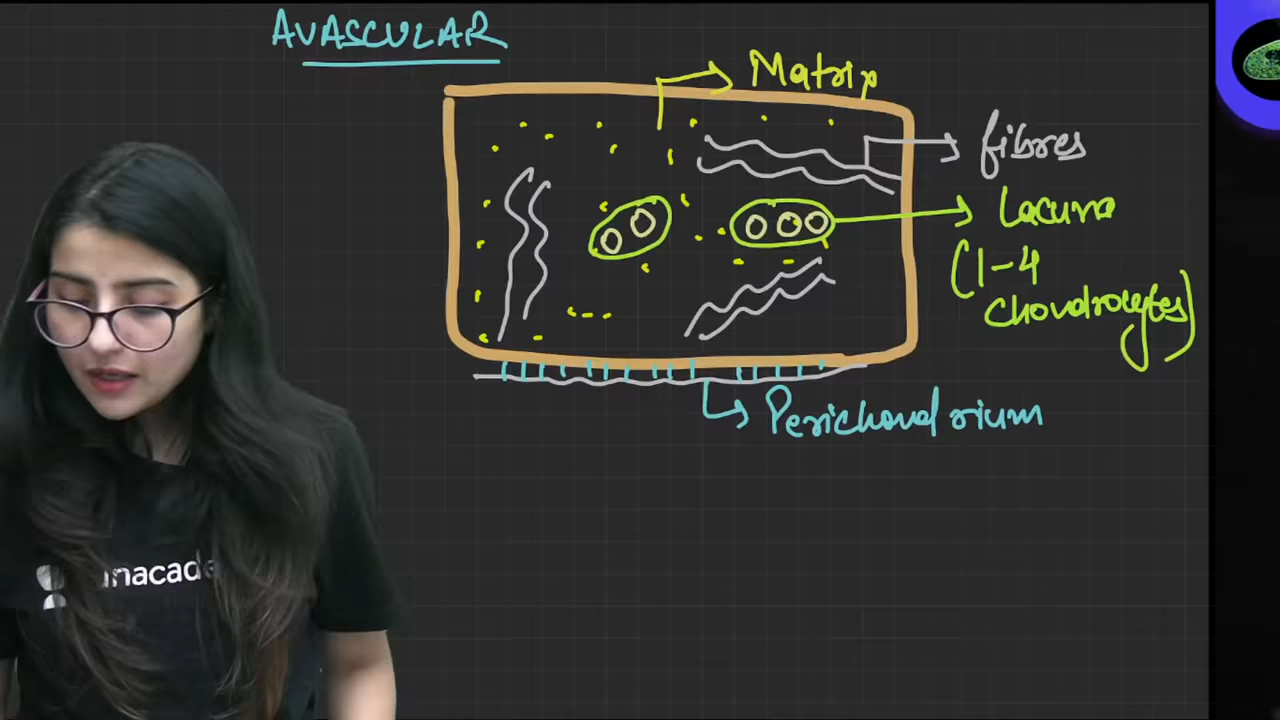 AVASCULAR
Matrix
fibres
Lacuna
(1-4
chondrocytes)
Perichondrium
unacade